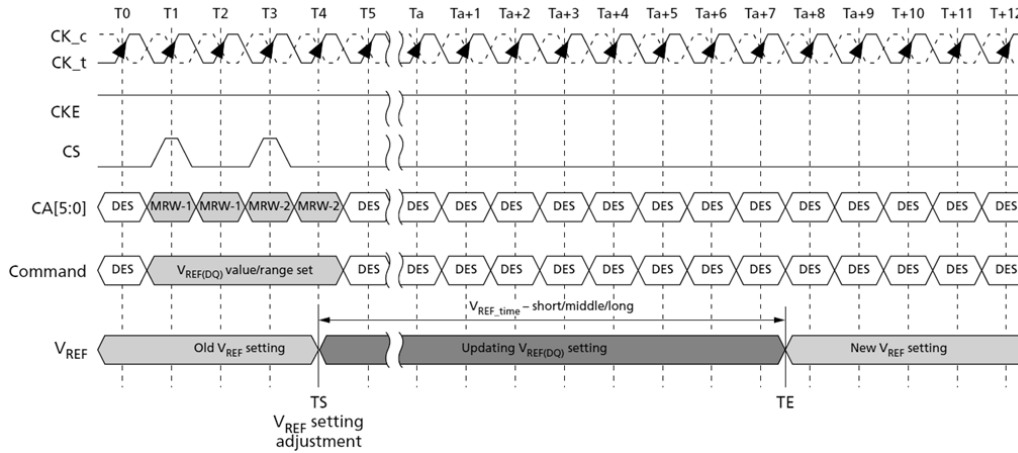 T0 T1 T2 T3 T4 T5 Ta Ta+1 Ta+2 Ta+3 Ta+4 Ta+5 Ta+6 Ta+7 Ta+8 Ta+9 T+10 T+11 T+12
CK_c
CK_t
CKE
CS
CA[5:0] DES MRW-1 MRW-1 MRW-2 MRW-2 DES DES DES DES DES DES DES DES DES DES DES DES DES DES
Command DES VREF(DQ) value/range set DES DES DES DES DES DES DES DES DES DES DES DES DES DES
VREF_time – short/middle/long
VREF Old VREF setting Updating VREF(DQ) setting New VREF setting
TS TE
VREF setting
adjustment